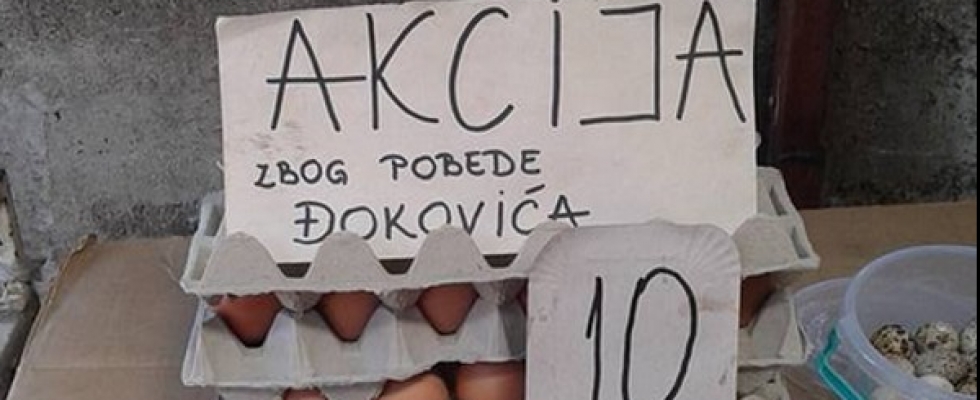 AKCIJA
ZBOG POBEDE
ĐOKOVIĆA
10